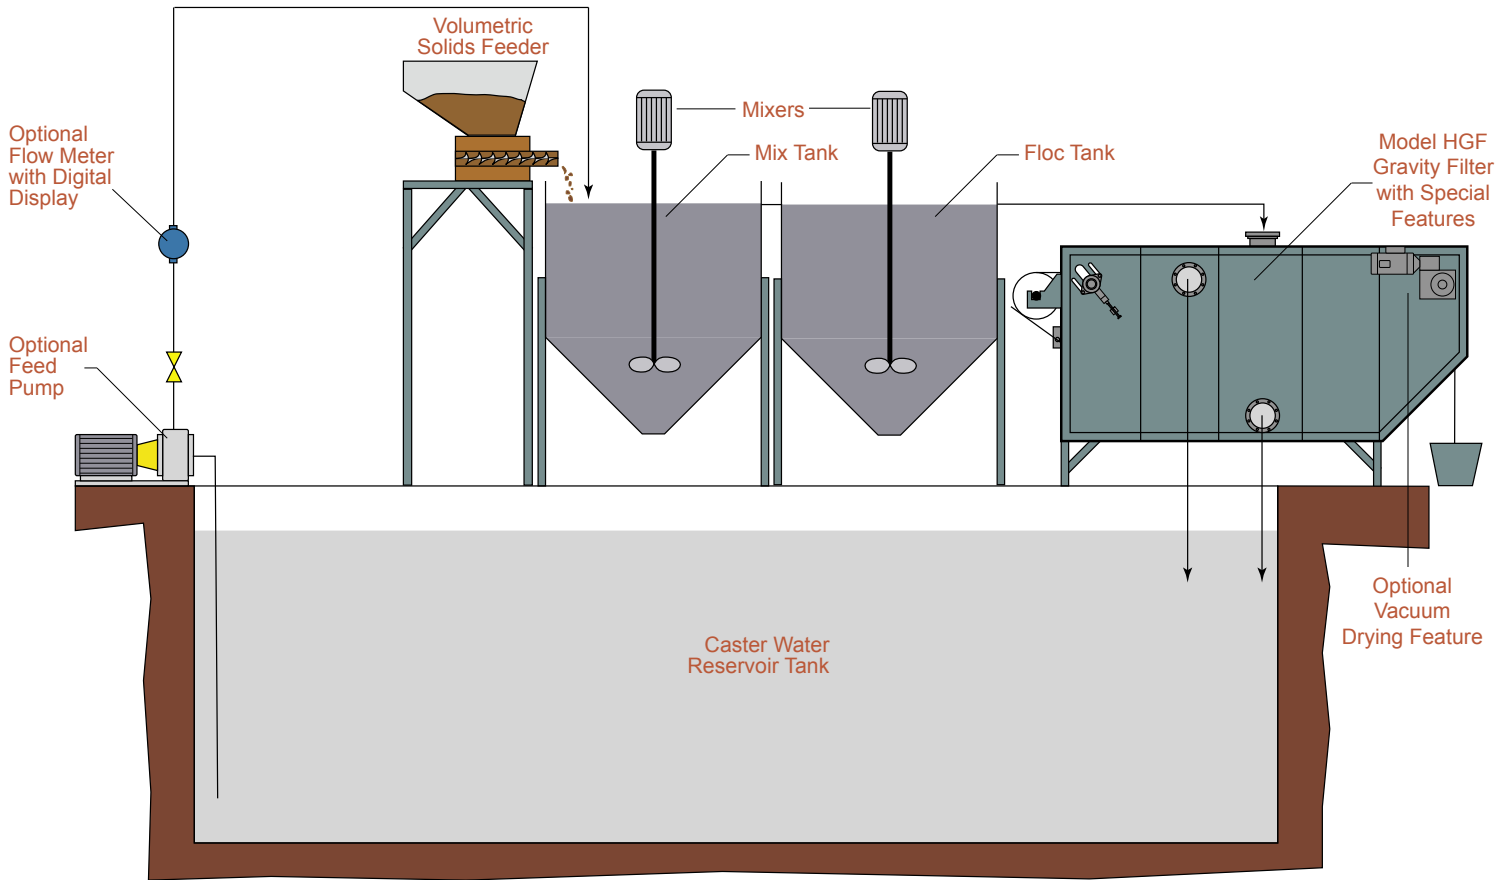 Volumetric
Solids Feeder
Optional
Flow Meter
with Digital
Display
Mixers
Mix Tank
Floc Tank
Model HGF
Gravity Filter
with Special
Features
Optional
Feed
Pump
Optional
Vacuum
Drying Feature
Caster Water
Reservoir Tank